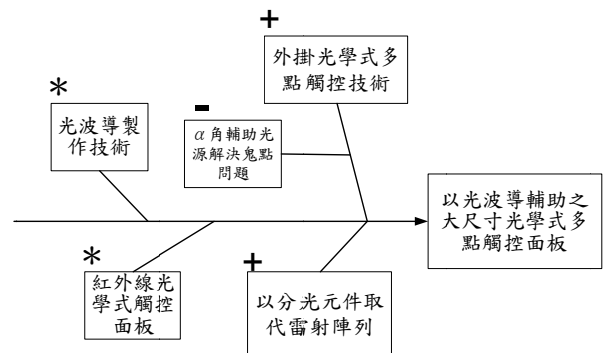 +
外掛光學式多
點觸控技術
*
光波導製
作技術
-
α角輔助光
源解決鬼點
問題
以光波導輔助之
大尺寸光學式多
點觸控面板
*
紅外線光
學式觸控
面板
+
以分光元件取
代雷射陣列